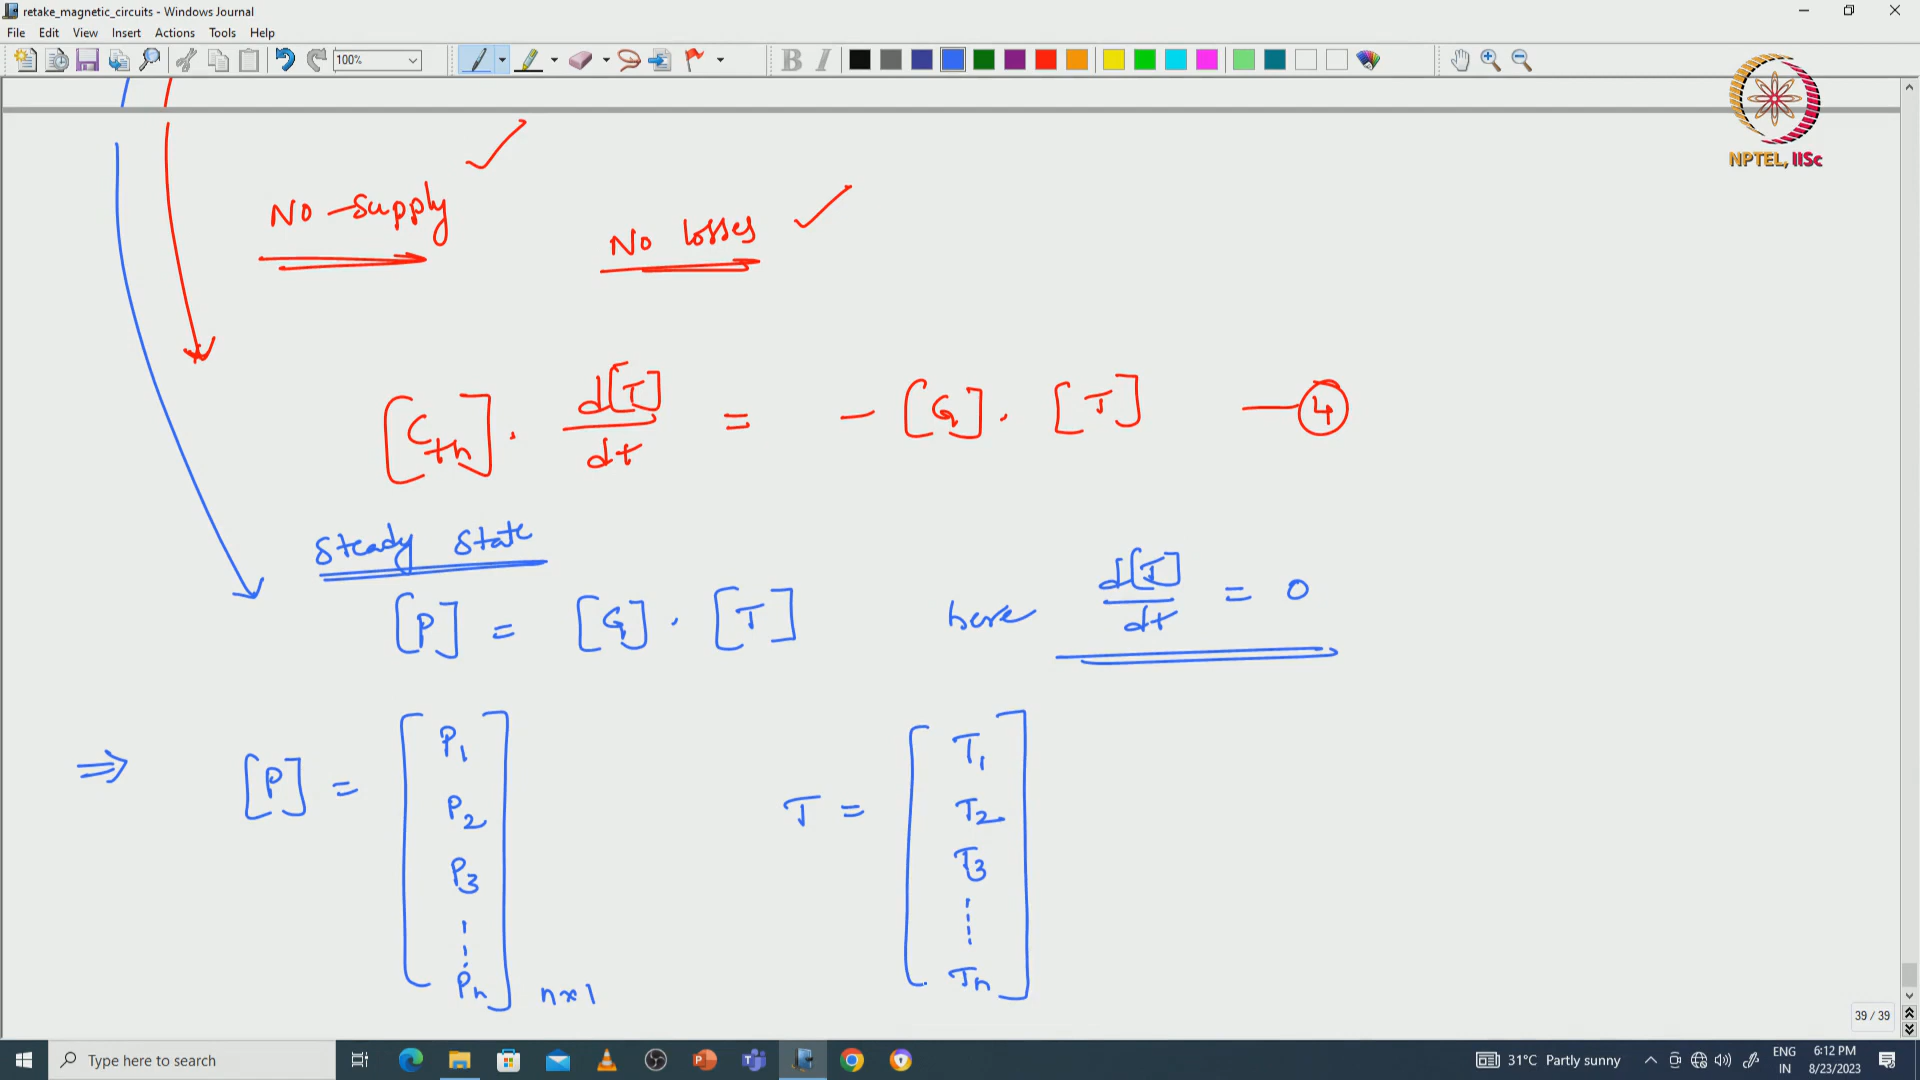 retake_magnetic_circuits - Windows Journal
File Edit View Insert Actions Tools Help
100%
B I
NPTEL, IISc
No supply
No losses
[C_th] · d[T]/dt = - [G] · [T] — 4
Steady state
[P] = [G] · [T] here d[T]/dt = 0
⇒ [P] = [P1 P2 P3 ⋮ Pn] n×1 T = [T1 T2 T3 ⋮ Tn]
39 / 39
Type here to search
31°C Partly sunny
ENG
IN
6:12 PM
8/23/2023